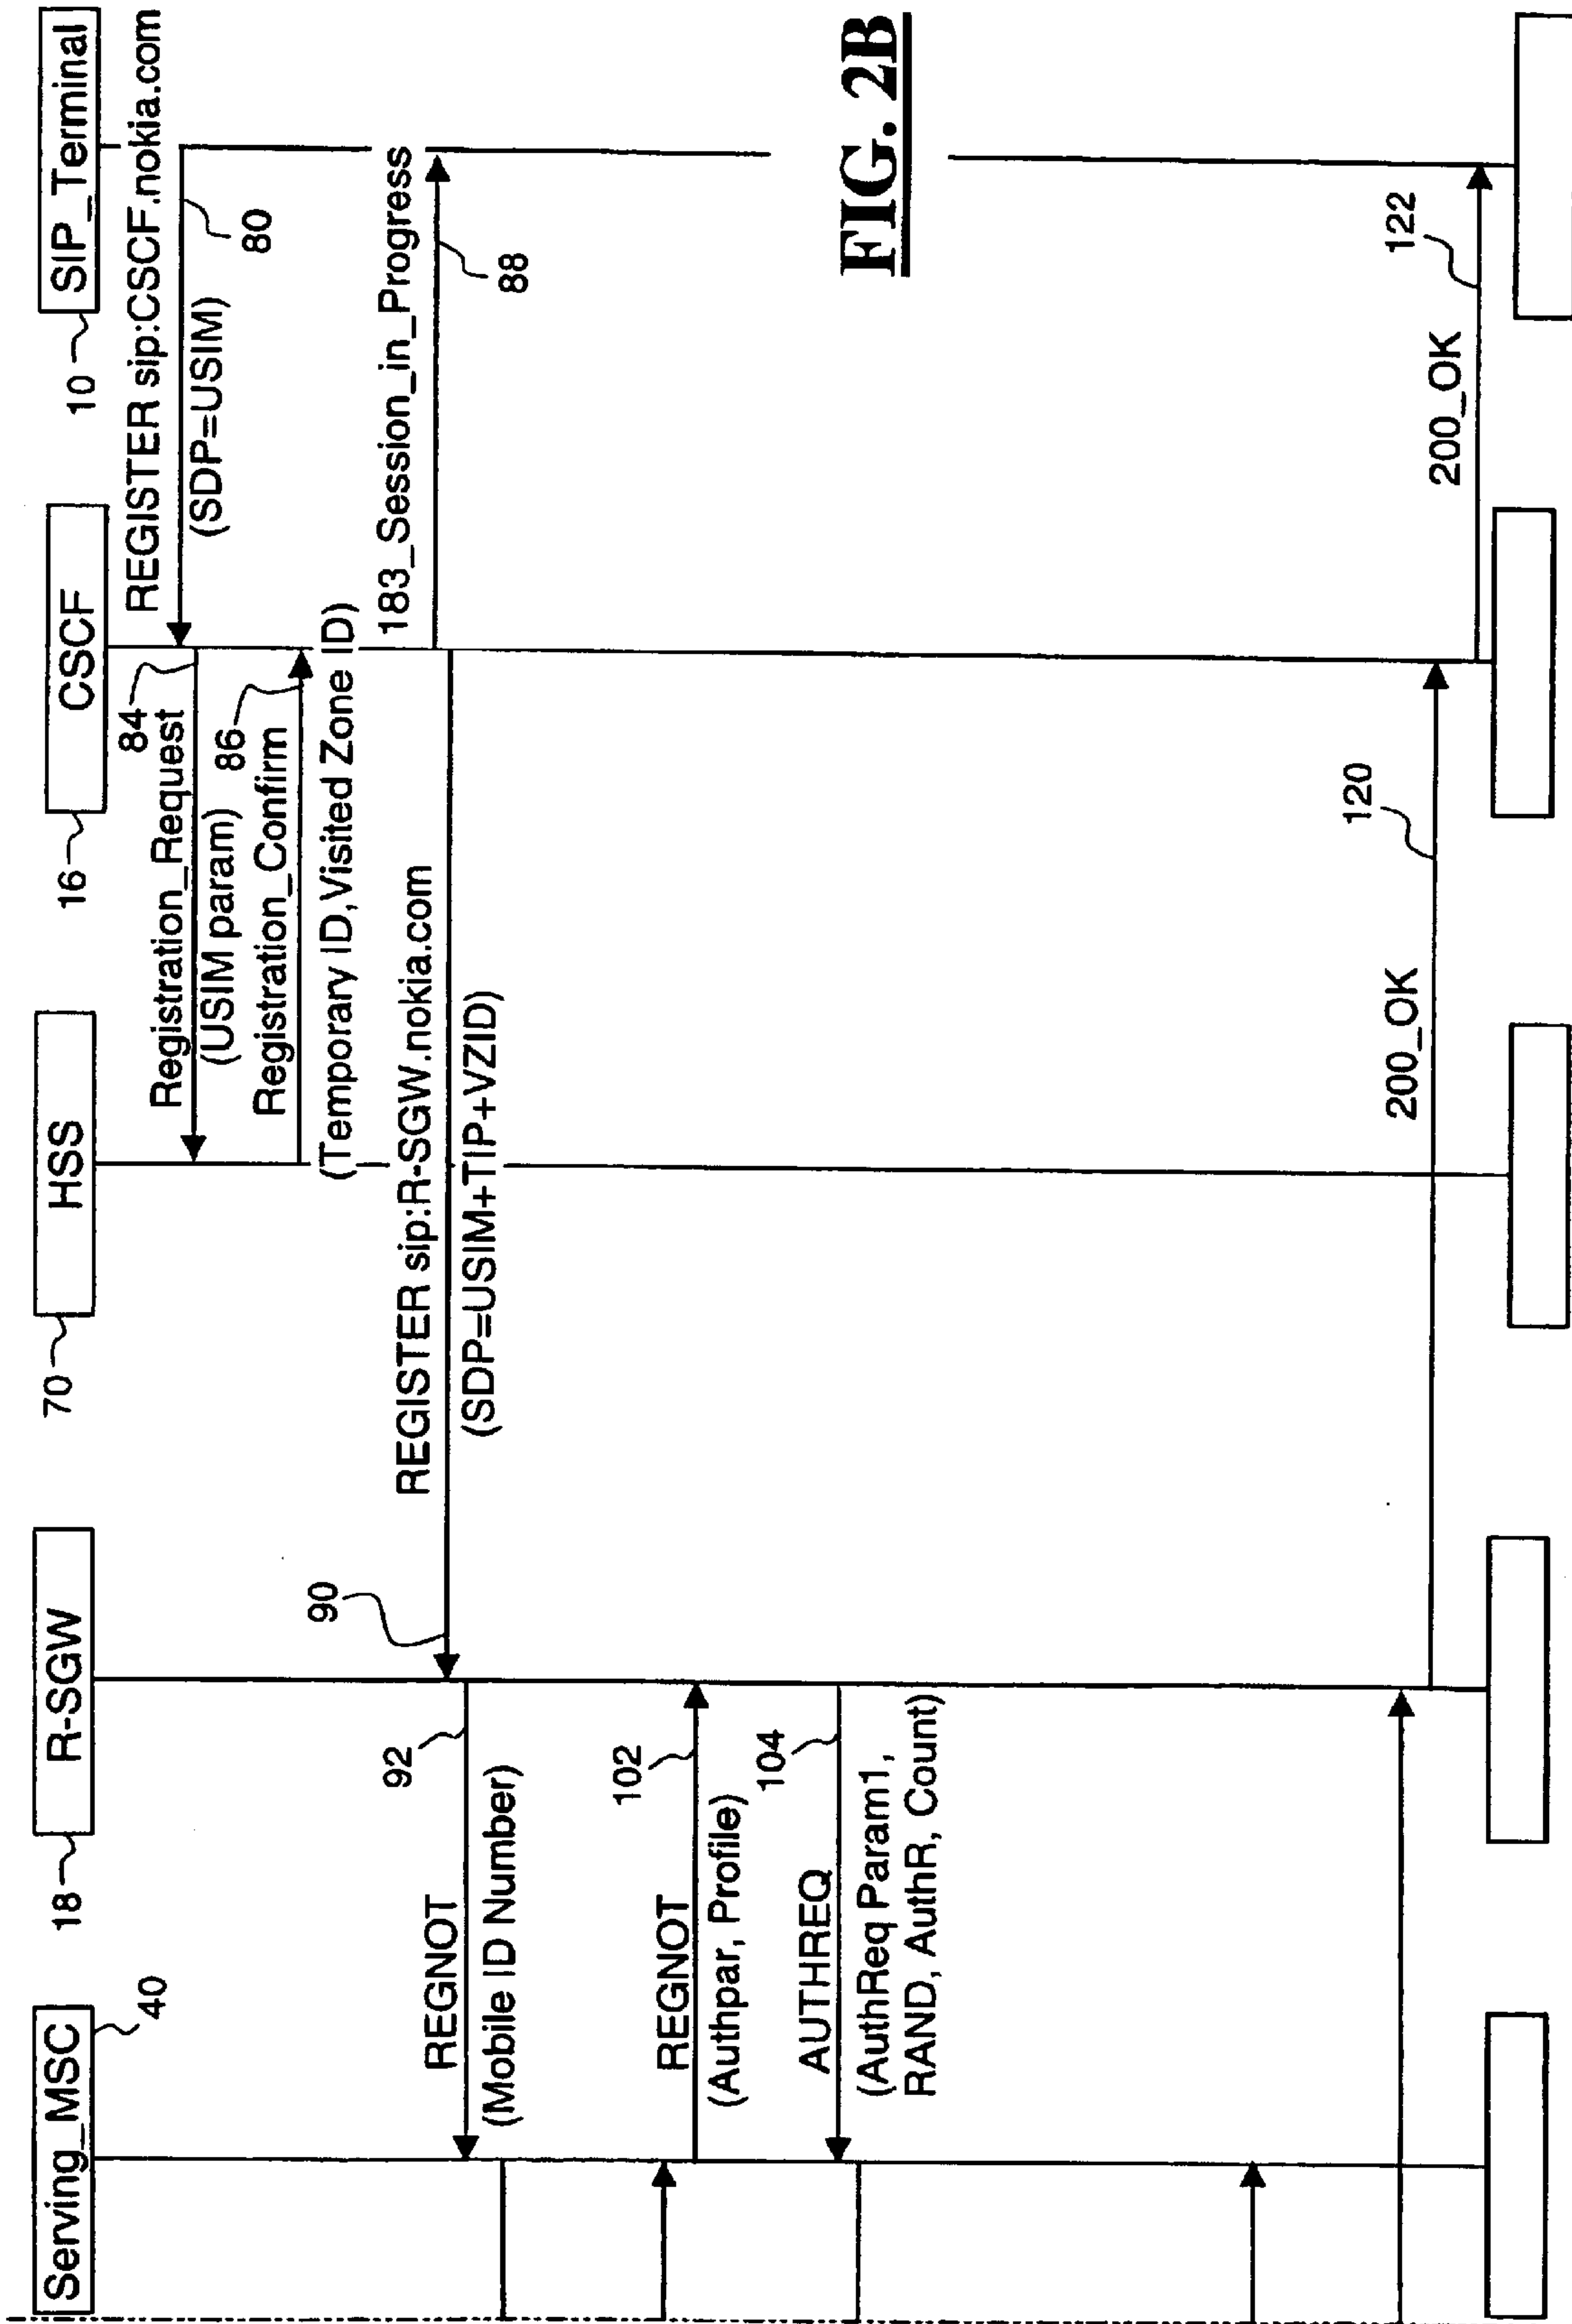 Serving_MSC
40
18
R-SGW
70
HSS
16
CSCF
10
SIP_Terminal
REGISTER sip:CSCF.nokia.com
(SDP=USIM)
80
84
Registration_Request
(USIM param)
86
Registration_Confirm
(Temporary ID,Visited Zone ID)
183_Session_in_Progress
88
90
REGISTER sip:R-SGW.nokia.com
(SDP=USIM+TIP+VZID)
92
REGNOT
(Mobile ID Number)
102
REGNOT
(Authpar, Profile)
104
AUTHREQ
(AuthReq Param1,
RAND, AuthR, Count)
120
200_OK
122
200_OK
FIG. 2B